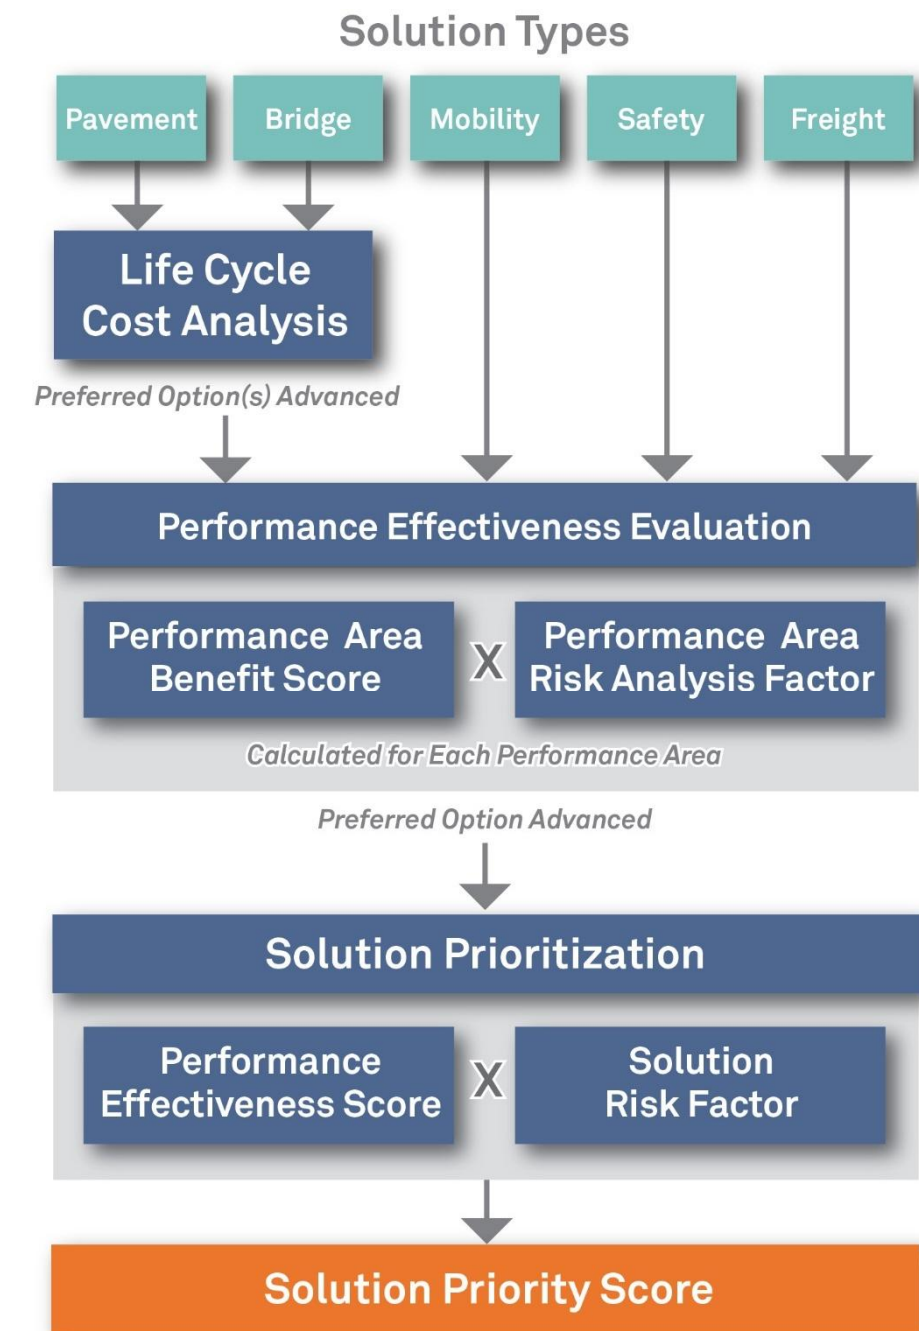 Solution Types
Pavement
Bridge
Mobility
Safety
Freight
Life Cycle
Cost Analysis
Preferred Option(s) Advanced
Performance Effectiveness Evaluation
Performance Area
Benefit Score
X
Performance Area
Risk Analysis Factor
Calculated for Each Performance Area
Preferred Option Advanced
Solution Prioritization
Performance
Effectiveness Score
X
Solution
Risk Factor
Solution Priority Score